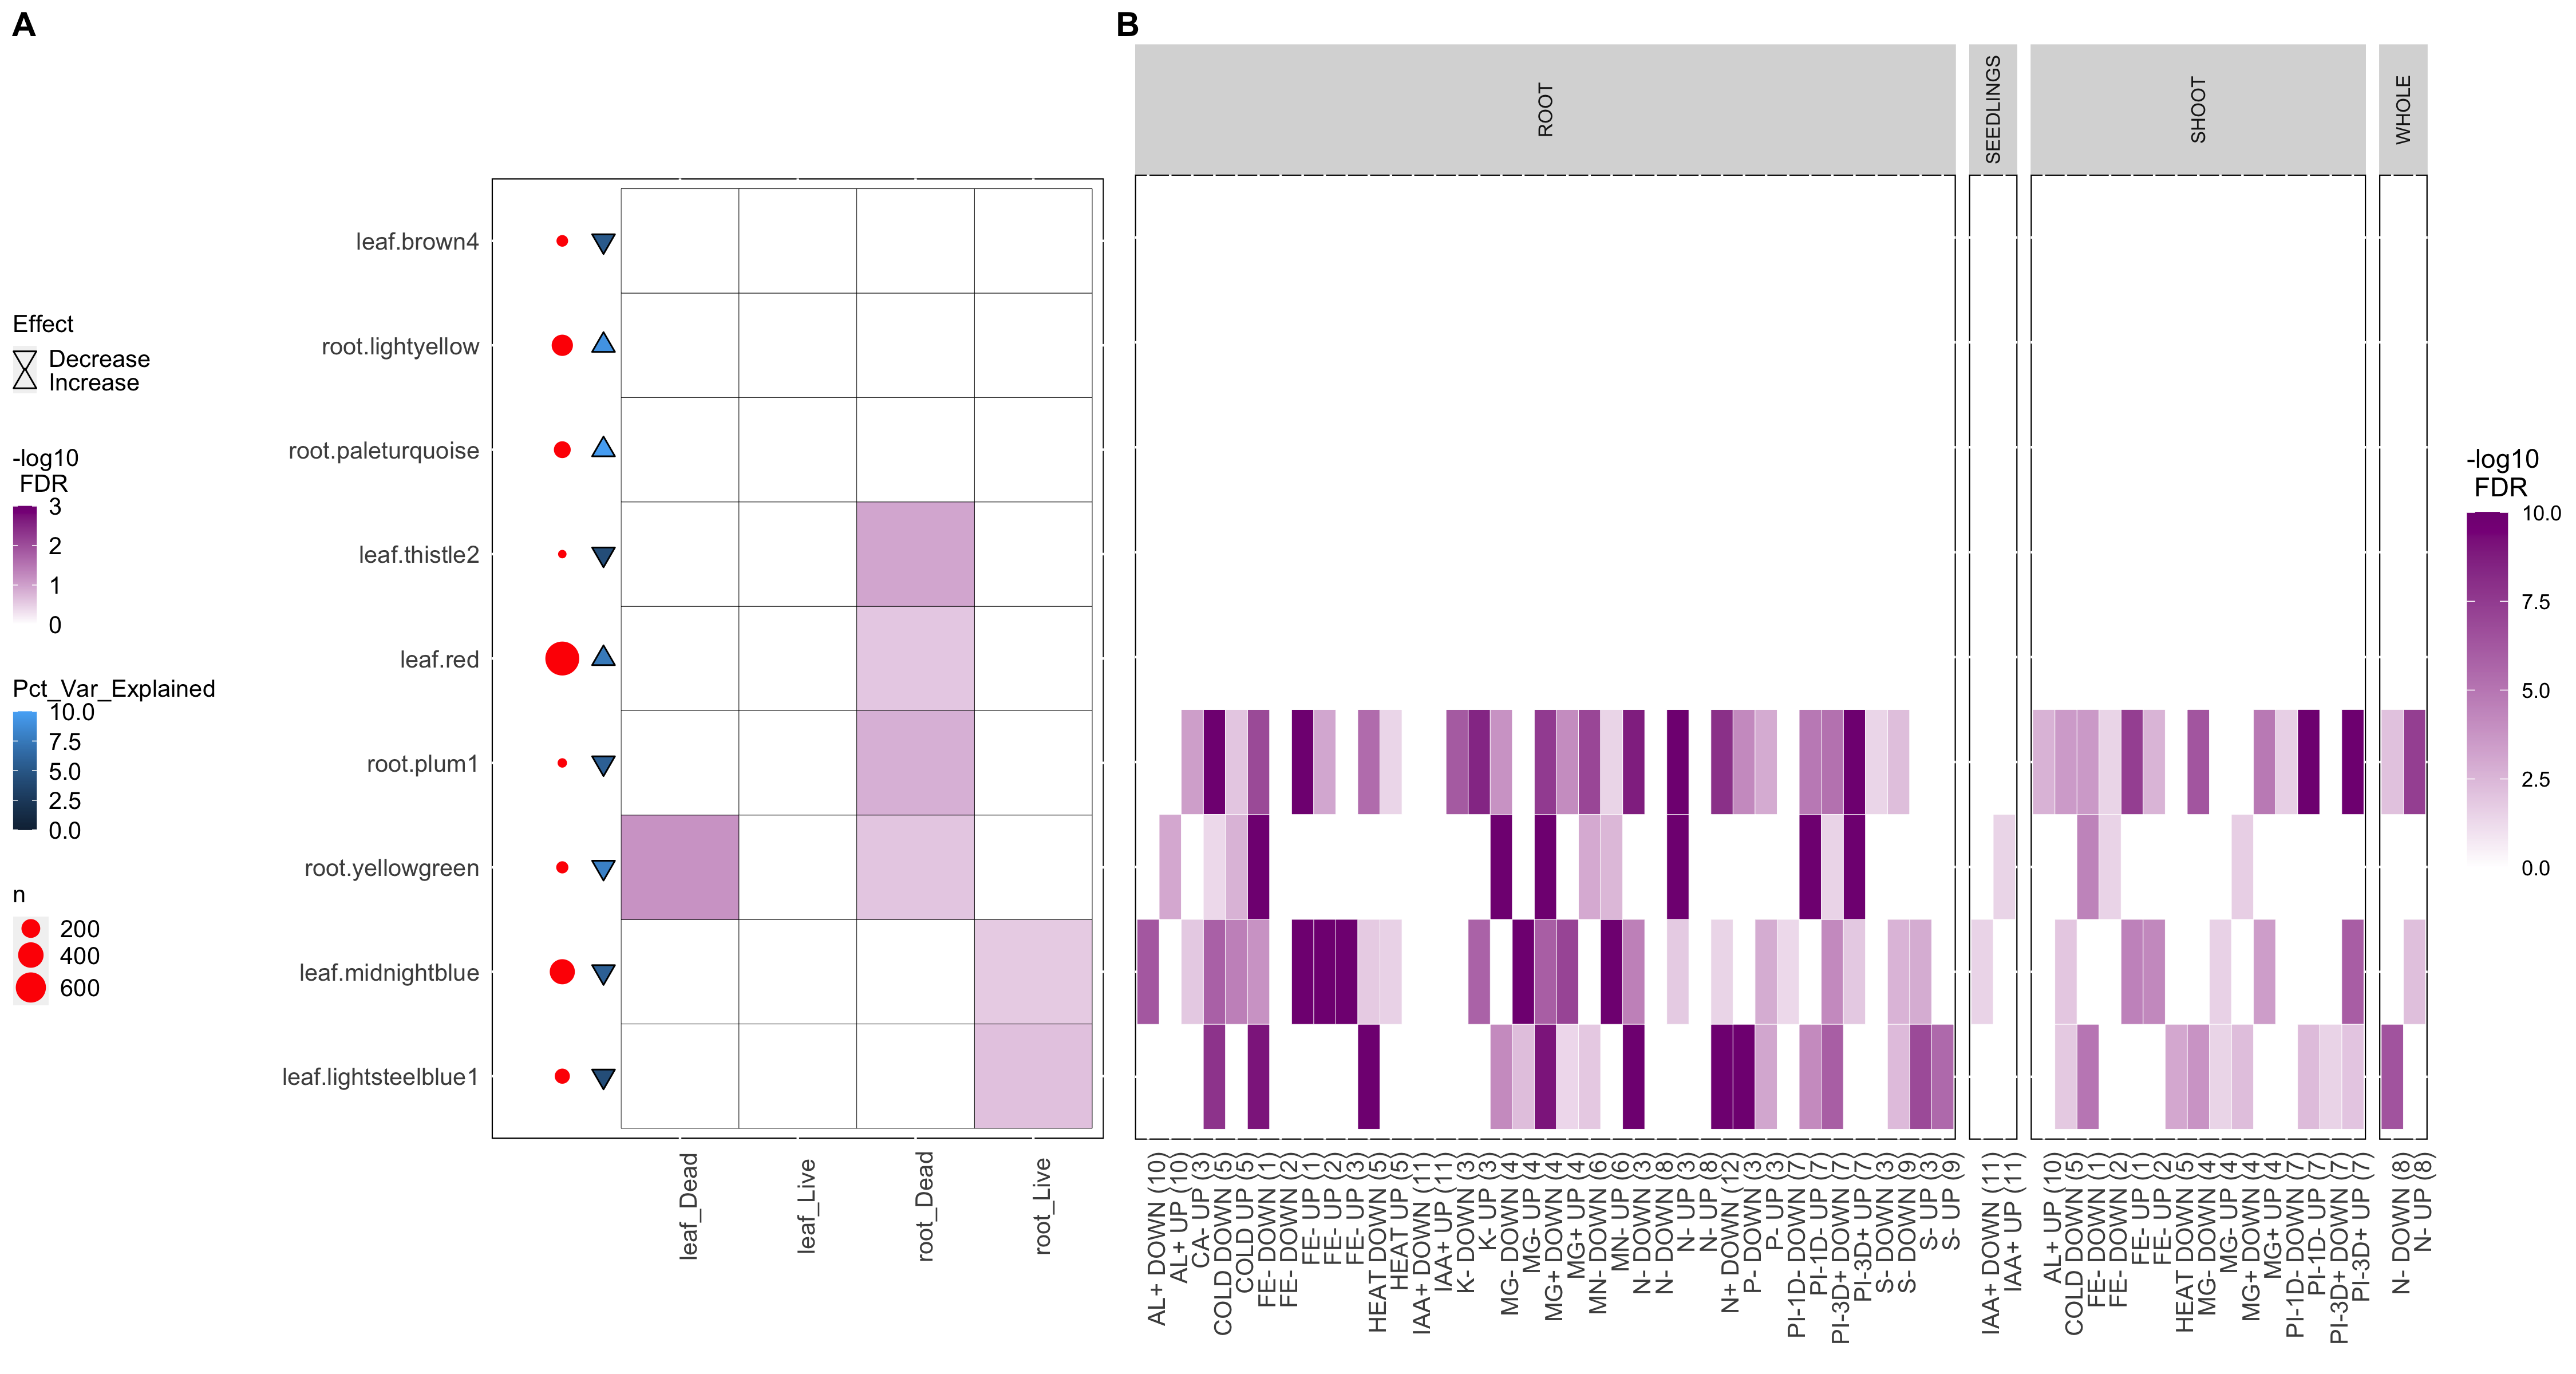 A
B
ROOT
SEEDLINGS
SHOOT
WHOLE
Effect
Decrease
Increase
-log10
FDR
3
2
1
0
Pct_Var_Explained
10.0
7.5
5.0
2.5
0.0
n
200
400
600
leaf.brown4
root.lightyellow
root.paleturquoise
leaf.thistle2
leaf.red
root.plum1
root.yellowgreen
leaf.midnightblue
leaf.lightsteelblue1
leaf_Dead
leaf_Live
root_Dead
root_Live
AL+ DOWN (10)
AL+ UP (10)
CA- UP (3)
COLD DOWN (5)
COLD UP (5)
FE- DOWN (1)
FE- DOWN (2)
FE- UP (1)
FE- UP (2)
FE- UP (3)
HEAT DOWN (5)
HEAT UP (5)
IAA+ DOWN (11)
IAA+ UP (11)
K- DOWN (3)
K- UP (3)
MG- DOWN (4)
MG- UP (4)
MG+ DOWN (4)
MG+ UP (4)
MN- DOWN (6)
MN- UP (6)
N- DOWN (3)
N- DOWN (8)
N- UP (3)
N- UP (8)
N+ DOWN (12)
P- DOWN (3)
P- UP (3)
PI-1D- DOWN (7)
PI-1D- UP (7)
PI-3D+ DOWN (7)
PI-3D+ UP (7)
S- DOWN (3)
S- DOWN (9)
S- UP (3)
S- UP (9)
IAA+ DOWN (11)
IAA+ UP (11)
AL+ UP (10)
COLD DOWN (5)
FE- DOWN (1)
FE- DOWN (2)
FE- UP (1)
FE- UP (2)
HEAT DOWN (5)
MG- DOWN (4)
MG- UP (4)
MG+ DOWN (4)
MG+ UP (4)
PI-1D- DOWN (7)
PI-1D- UP (7)
PI-3D+ DOWN (7)
PI-3D+ UP (7)
N- DOWN (8)
N- UP (8)
-log10
FDR
10.0
7.5
5.0
2.5
0.0